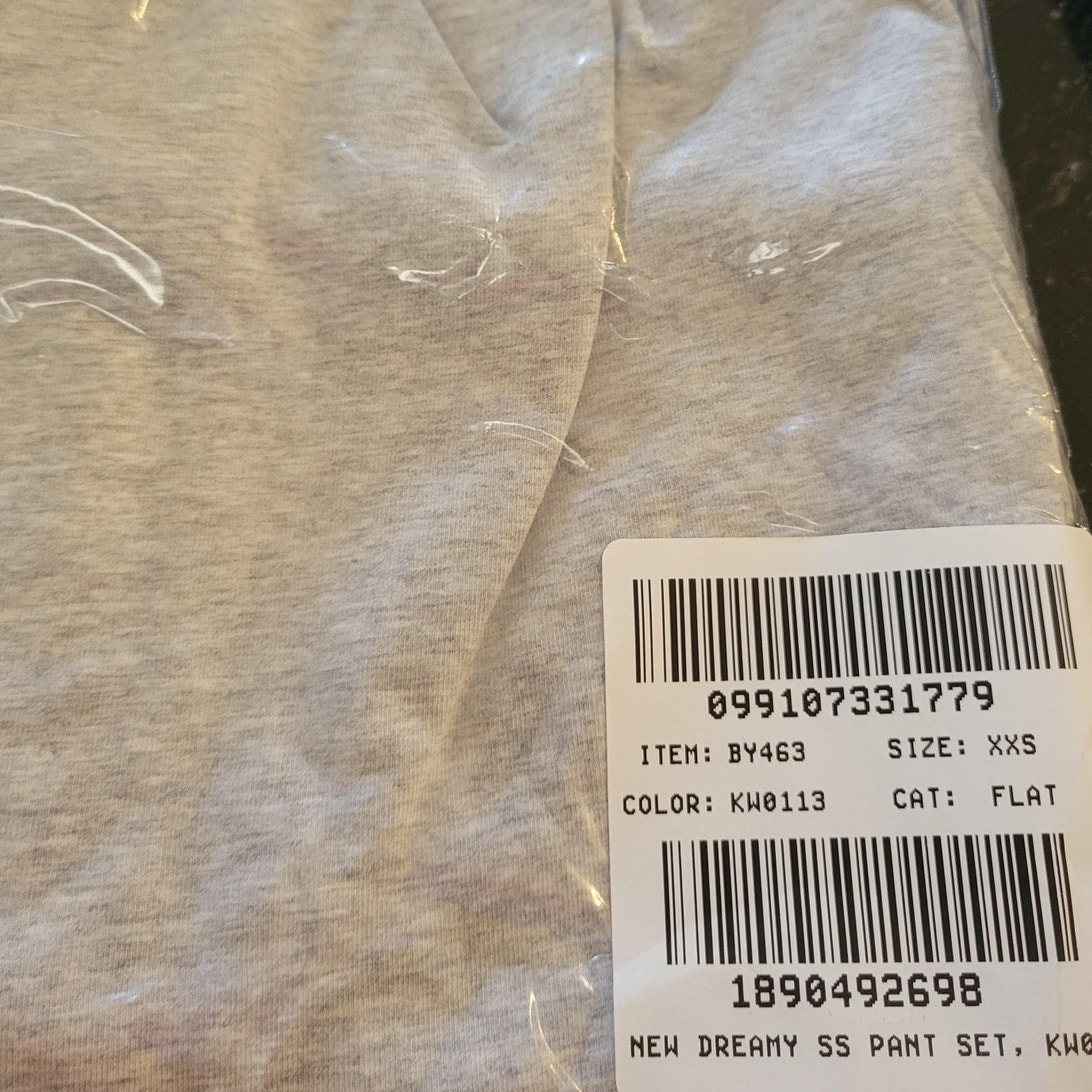 099107331779
ITEM: BY463 SIZE: XXS
COLOR: KW0113 CAT: FLAT
1890492698
NEW DREAMY SS PANT SET, KW0